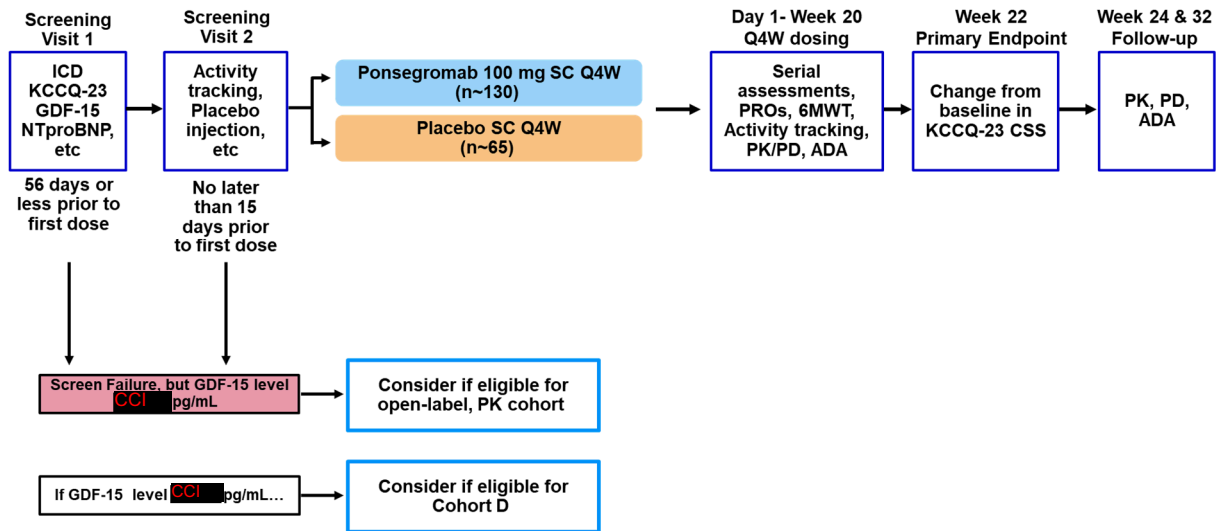 Screening
Visit 1
ICD
KCCQ-23
GDF-15
NTproBNP,
etc
56 days or
less prior to
first dose
Screening
Visit 2
Activity
tracking,
Placebo
injection,
etc
No later
than 15
days prior
to first dose
Ponsegromab 100 mg SC Q4W
(n~130)
Placebo SC Q4W
(n~65)
Day 1- Week 20
Q4W dosing
Serial
assessments,
PROs, 6MWT,
Activity tracking,
PK/PD, ADA
Week 22
Primary Endpoint
Change from
baseline in
KCCQ-23 CSS
Week 24 & 32
Follow-up
PK, PD,
ADA
Screen Failure, but GDF-15 level
CCI pg/mL
Consider if eligible for
open-label, PK cohort
If GDF-15 level CCI pg/mL...
Consider if eligible for
Cohort D